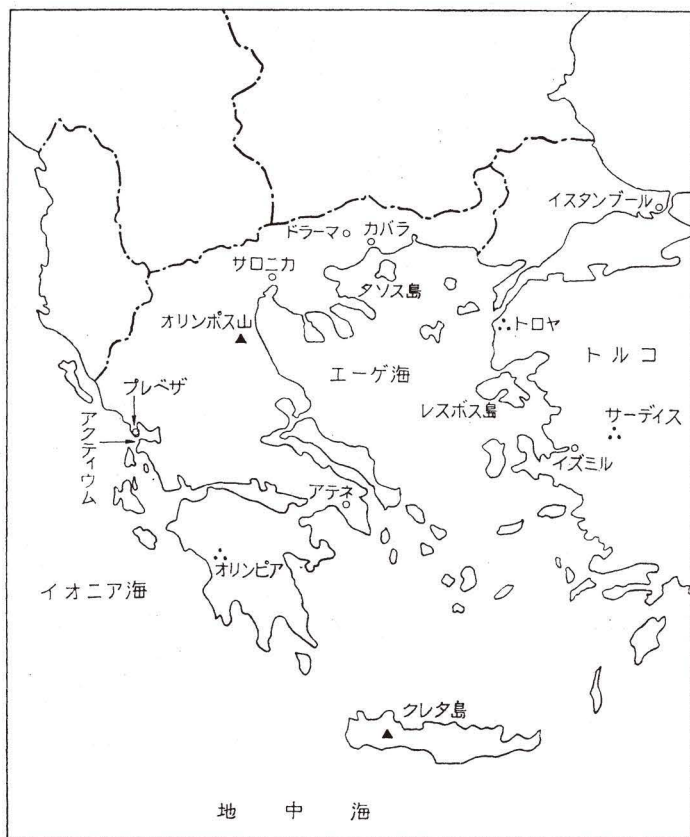 イスタンブール
ドラーマ
カバラ
サロニカ
タソス島
オリンポス山
トロヤ
エーゲ海
トルコ
プレベザ
レスボス島
サーディス
アクティウム
イズミル
アテネ
オリンピア
イオニア海
クレタ島
地中海